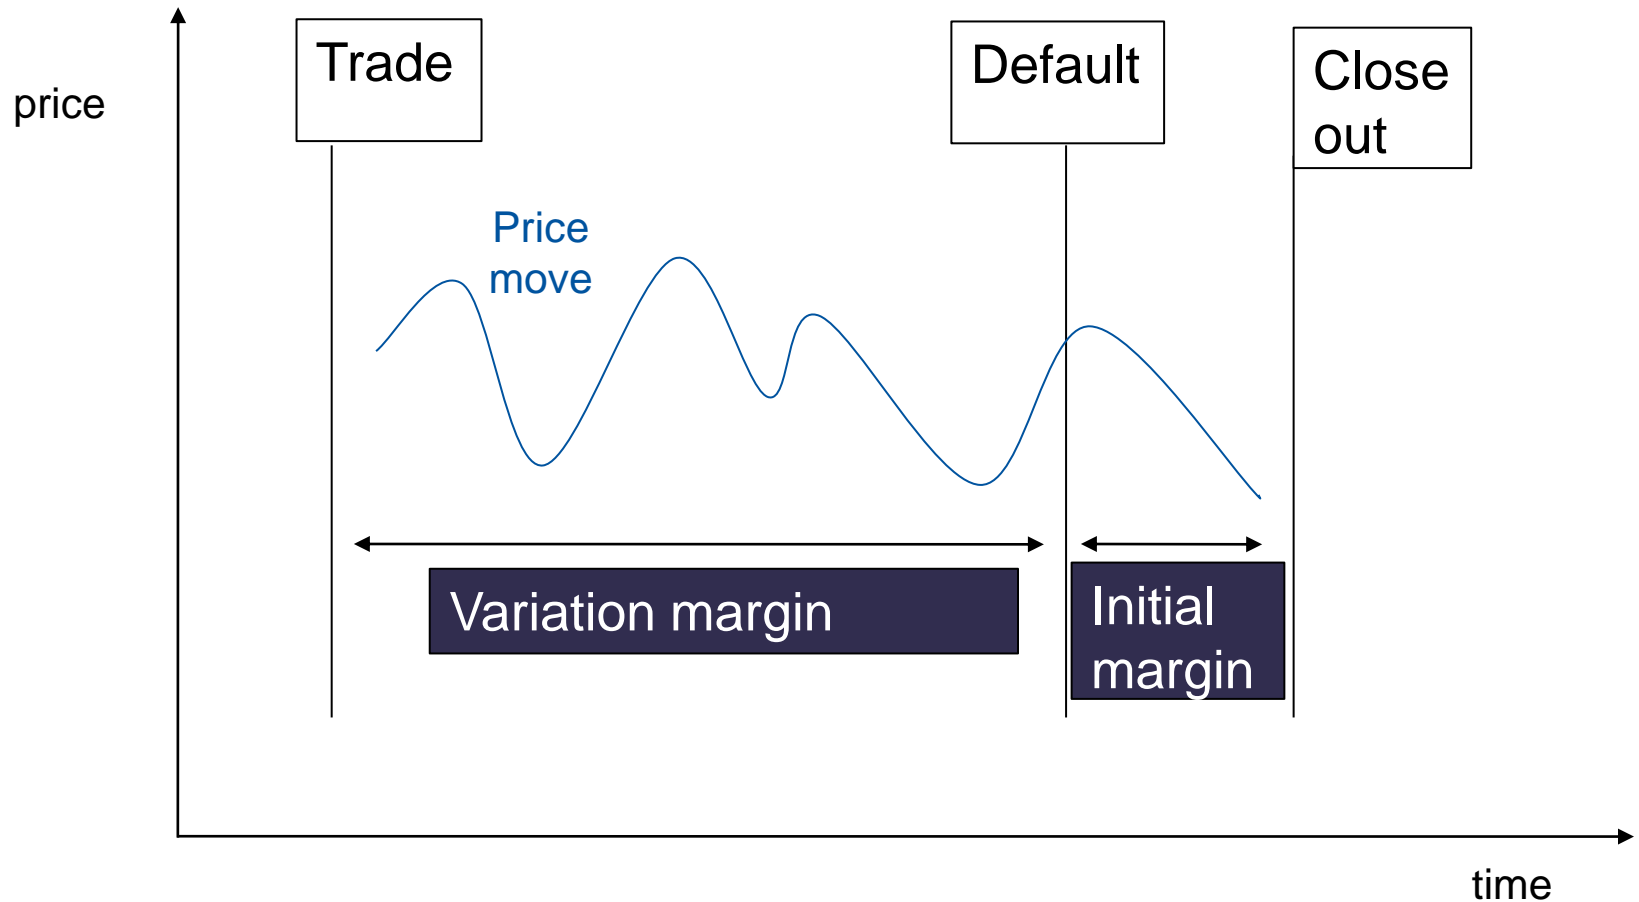 Trade
Default
Close
out
price
Price
move
Variation margin
Initial
margin
time